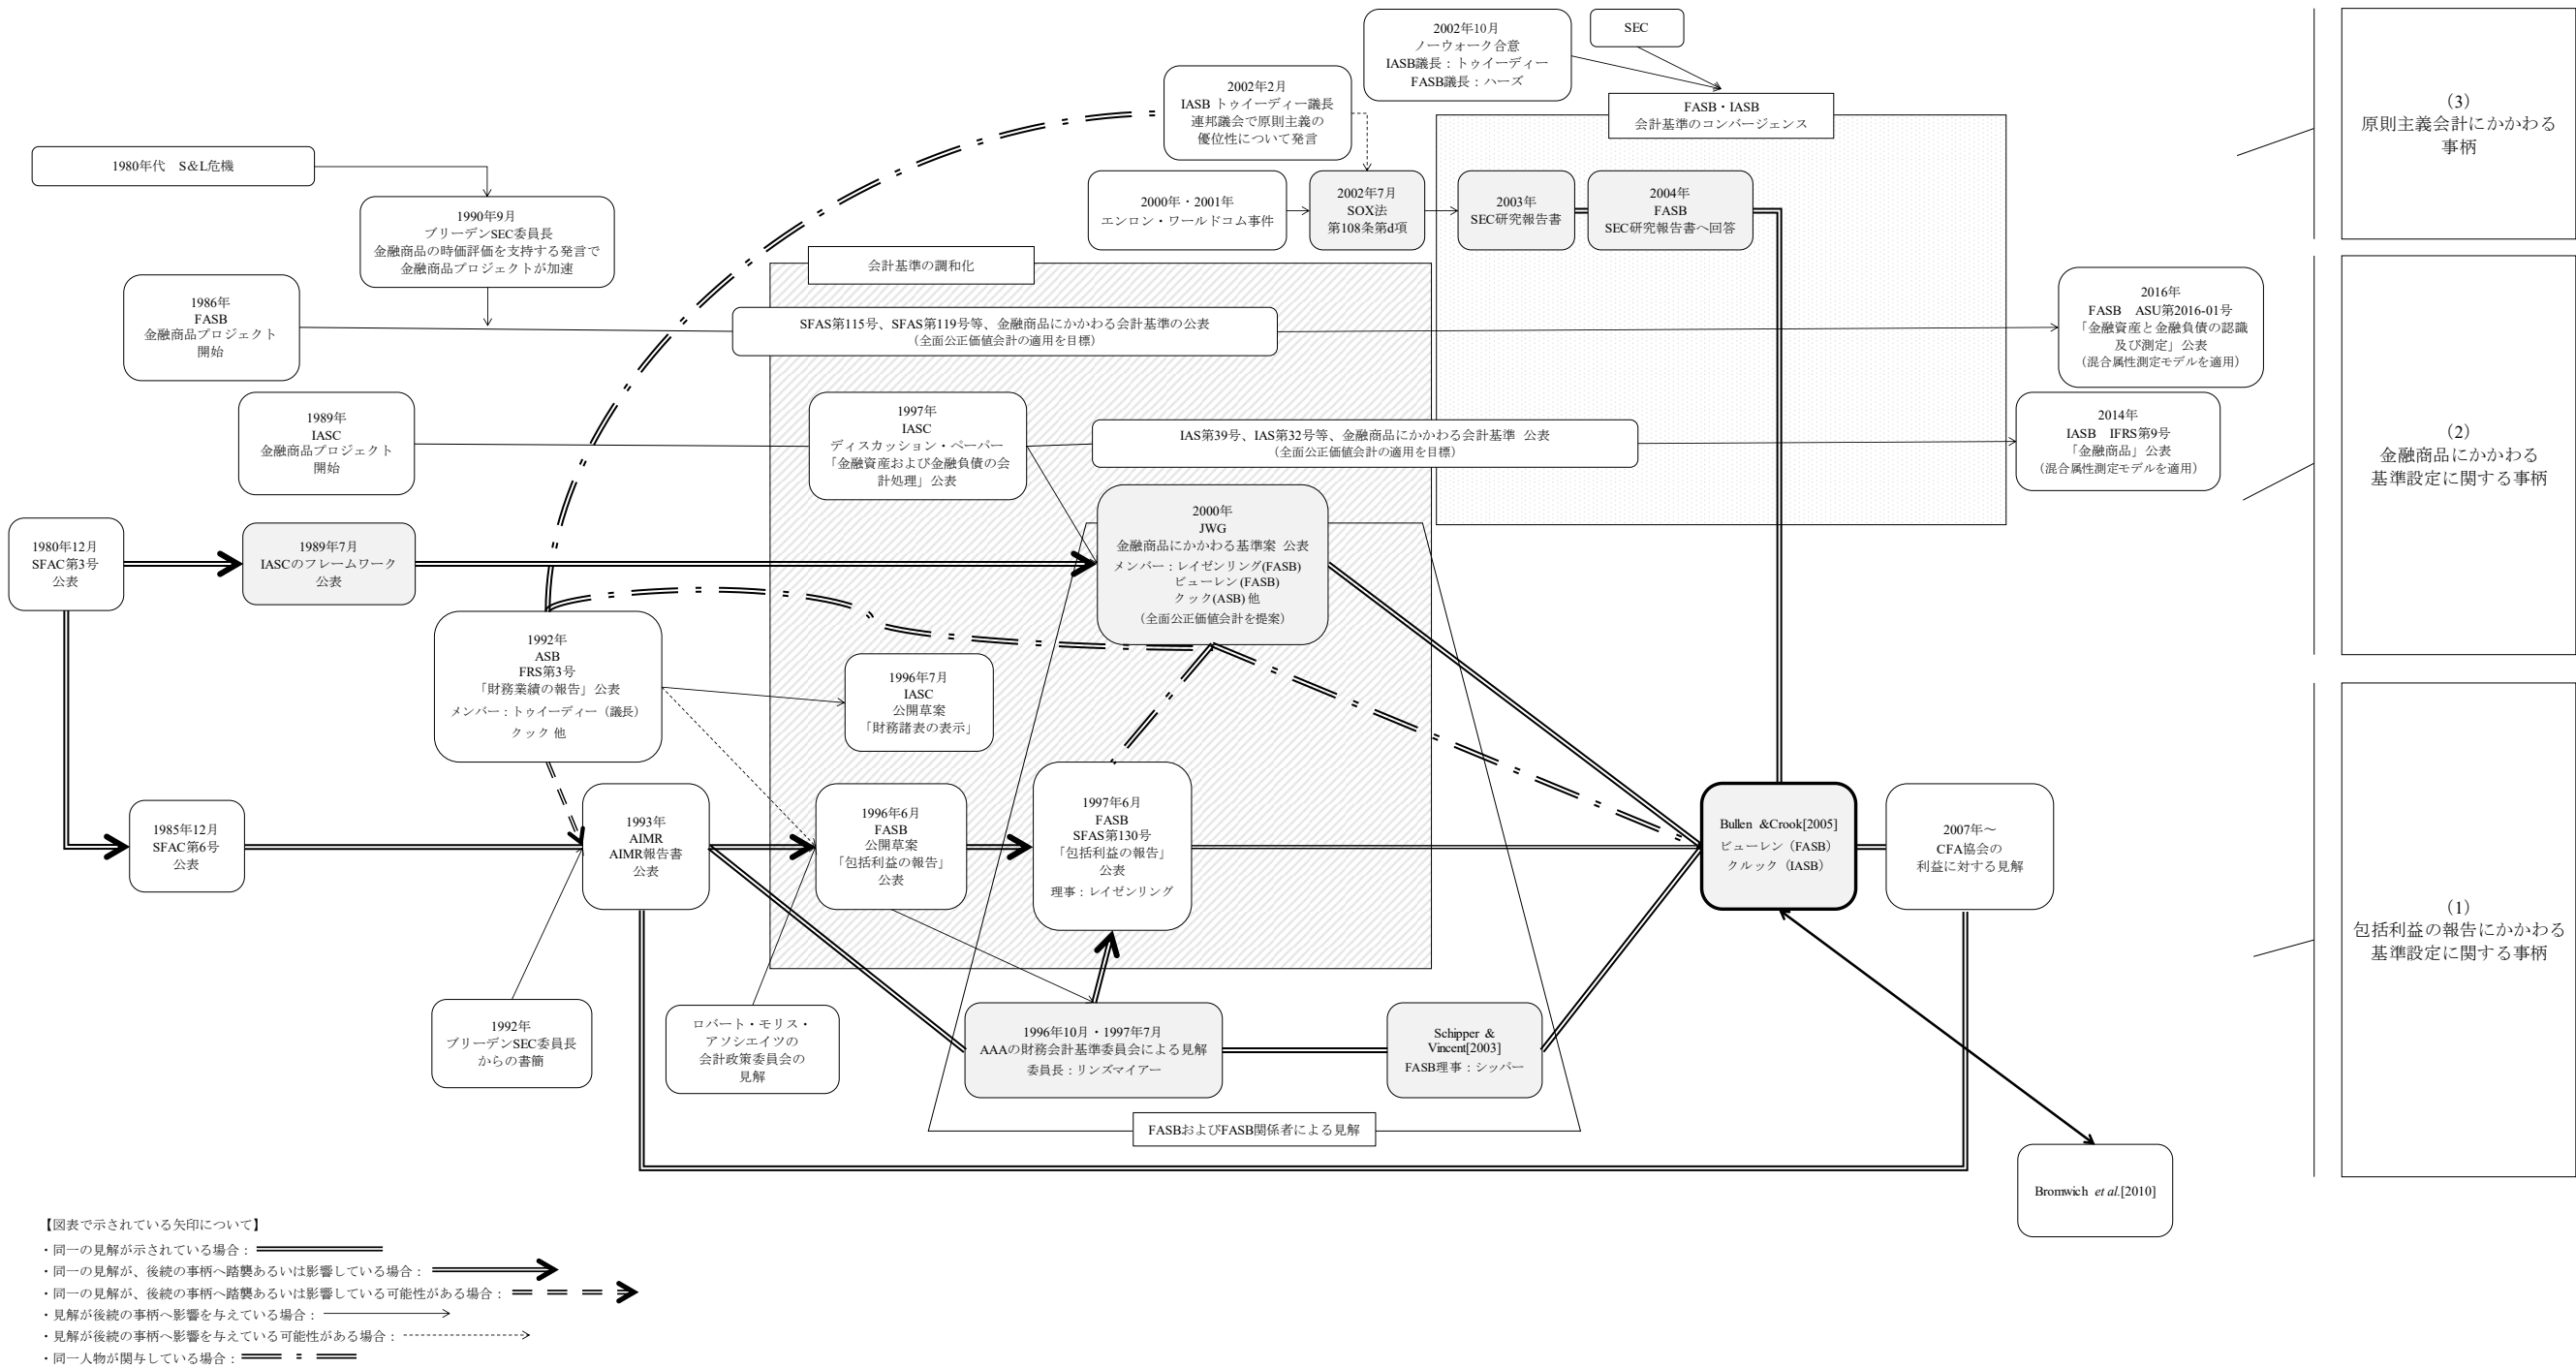 2002年10月
ノーウォーク合意
IASB議長：トゥイーディー
FASB議長：ハーズ
SEC
2002年2月
IASB トゥイーディー議長
連邦議会で原則主義の
優位性について発言
FASB・IASB
会計基準のコンバージェンス
（3）
原則主義会計にかかわる
事柄
1980年代　S&L危機
1990年9月
ブリーデンSEC委員長
金融商品の時価評価を支持する発言で
金融商品プロジェクトが加速
2000年・2001年
エンロン・ワールドコム事件
2002年7月
SOX法
第108条第d項
2003年
SEC研究報告書
2004年
FASB
SEC研究報告書へ回答
会計基準の調和化
1986年
FASB
金融商品プロジェクト
開始
SFAS第115号、SFAS第119号等、金融商品にかかわる会計基準の公表
（全面公正価値会計の適用を目標）
2016年
FASB　ASU第2016-01号
「金融資産と金融負債の認識
及び測定」公表
（混合属性測定モデルを適用）
1989年
IASC
金融商品プロジェクト
開始
1997年
IASC
ディスカッション・ペーパー
「金融資産および金融負債の会
計処理」公表
IAS第39号、IAS第32号等、金融商品にかかわる会計基準 公表
（全面公正価値会計の適用を目標）
2014年
IASB　IFRS第9号
「金融商品」公表
（混合属性測定モデルを適用）
（2）
金融商品にかかわる
基準設定に関する事柄
1980年12月
SFAC第3号
公表
1989年7月
IASCのフレームワーク
公表
2000年
JWG
金融商品にかかわる基準案 公表
メンバー：レイゼンリング(FASB)
ビューレン (FASB)
クック(ASB) 他
（全面公正価値会計を提案）
1992年
ASB
FRS第3号
「財務業績の報告」公表
メンバー：トゥイーディー（議長）
クック 他
1996年7月
IASC
公開草案
「財務諸表の表示」
1985年12月
SFAC第6号
公表
1993年
AIMR
AIMR報告書
公表
1996年6月
FASB
公開草案
「包括利益の報告」
公表
1997年6月
FASB
SFAS第130号
「包括利益の報告」
公表
理事：レイゼンリング
Bullen &Crook[2005]
ビューレン（FASB）
クルック（IASB）
2007年～
CFA協会の
利益に対する見解
（1）
包括利益の報告にかかわる
基準設定に関する事柄
1992年
ブリーデンSEC委員長
からの書簡
ロバート・モリス・
アソシエイツの
会計政策委員会の
見解
1996年10月・1997年7月
AAAの財務会計基準委員会による見解
委員長：リンズマイアー
Schipper &
Vincent[2003]
FASB理事：シッパー
FASBおよびFASB関係者による見解
Bromwich et al.[2010]
【図表で示されている矢印について】
・同一の見解が示されている場合：
・同一の見解が、後続の事柄へ踏襲あるいは影響している場合：
・同一の見解が、後続の事柄へ踏襲あるいは影響している可能性がある場合：
・見解が後続の事柄へ影響を与えている場合：
・見解が後続の事柄へ影響を与えている可能性がある場合：
・同一人物が関与している場合：